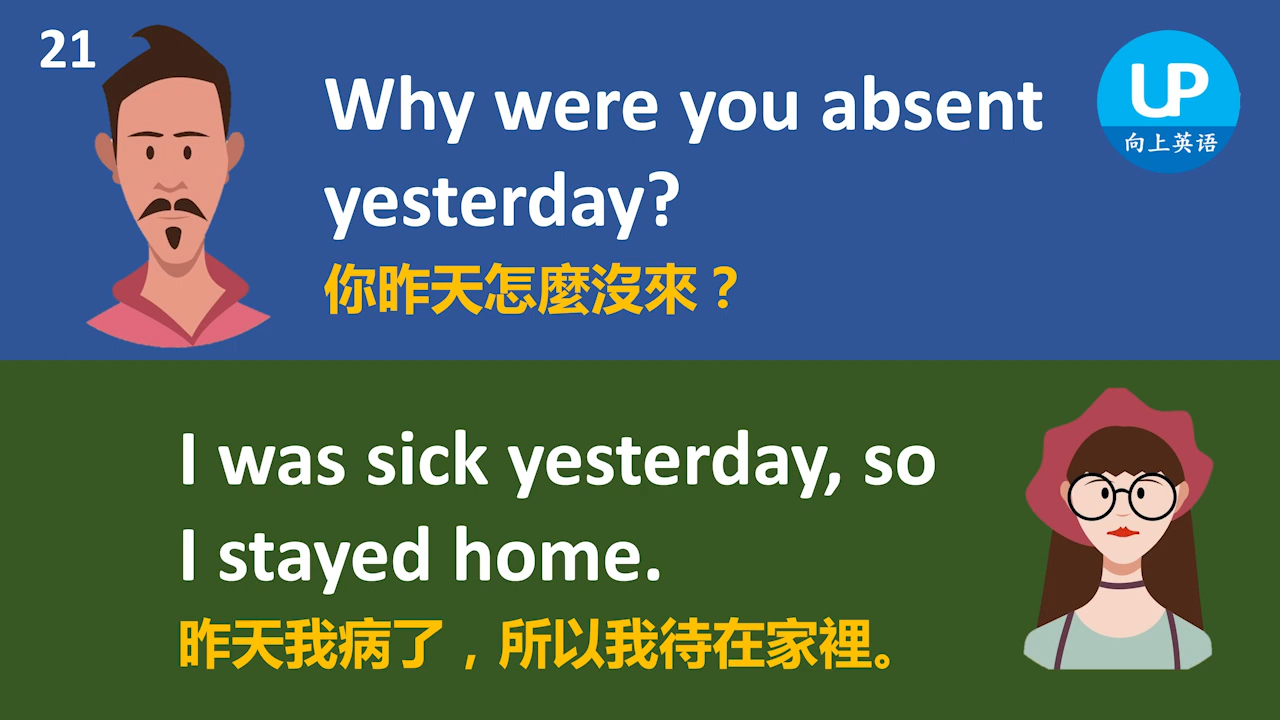 21
Why were you absent
yesterday?
你昨天怎麼沒來？
UP
向上英语
I was sick yesterday, so
I stayed home.
昨天我病了，所以我待在家裡。